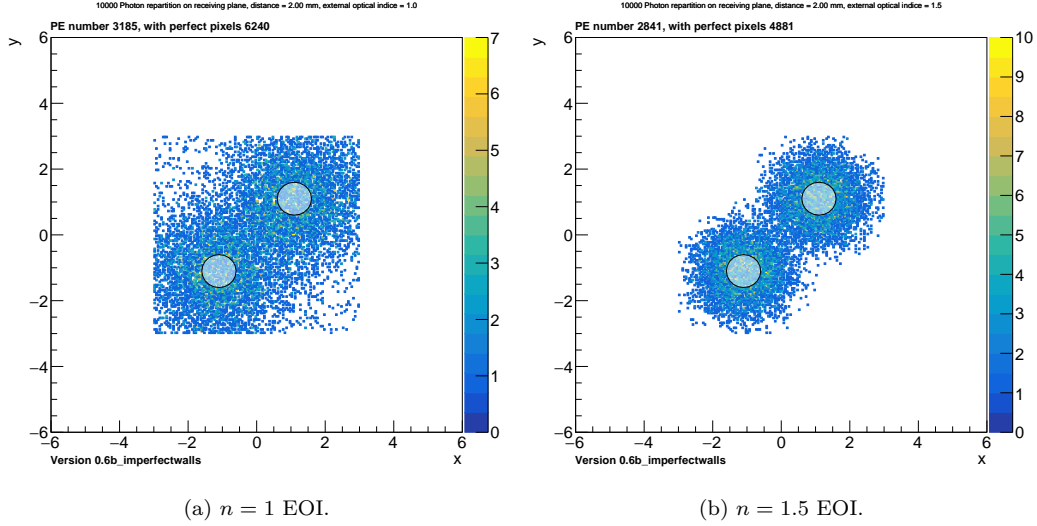 10000 Photon repartition on receiving plane, distance = 2.00 mm, external optical indice = 1.0
PE number 3185, with perfect pixels 6240
y
6
4
2
0
−2
−4
−6
−6 −4 −2 0 2 4 6
x
7
6
5
4
3
2
1
0
Version 0.6b_imperfectwalls
(a) n = 1 EOI.
10000 Photon repartition on receiving plane, distance = 2.00 mm, external optical indice = 1.5
PE number 2841, with perfect pixels 4881
y
6
4
2
0
−2
−4
−6
−6 −4 −2 0 2 4 6
x
10
9
8
7
6
5
4
3
2
1
0
Version 0.6b_imperfectwalls
(b) n = 1.5 EOI.